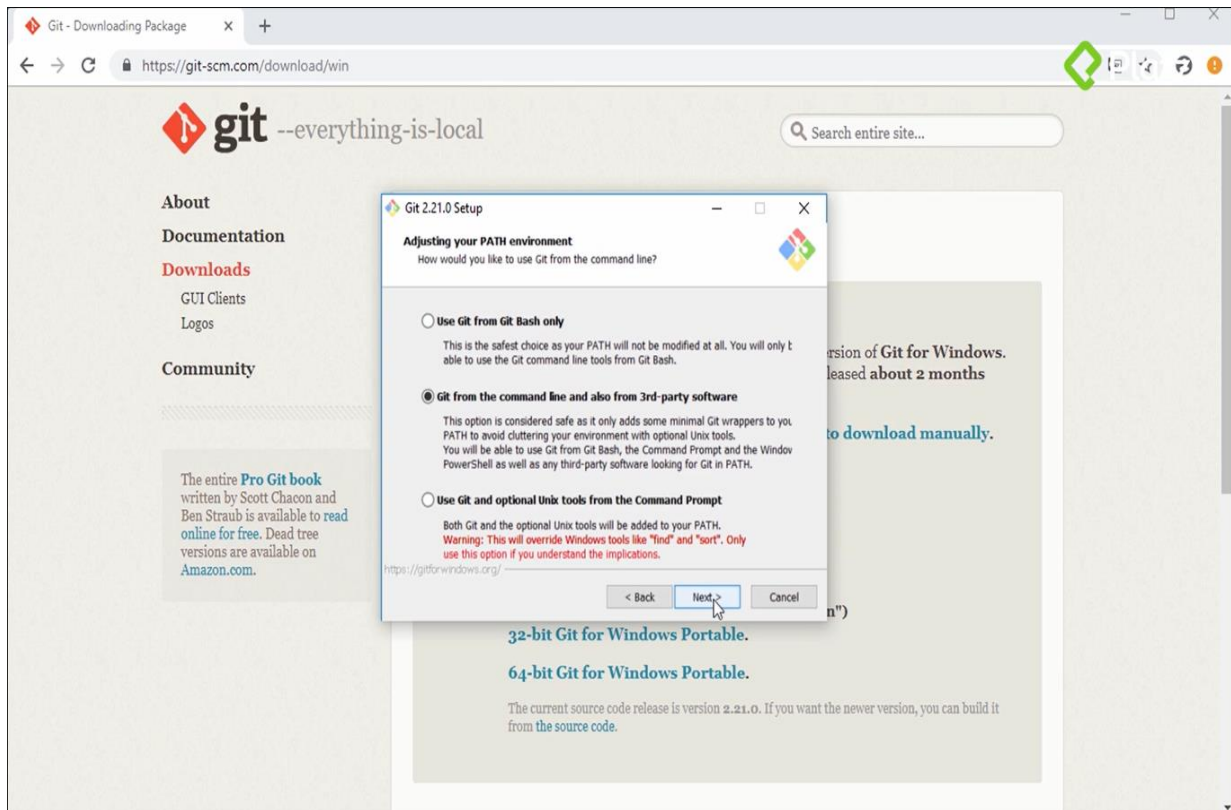 Git - Downloading Package
https://git-scm.com/download/win
git --everything-is-local
Search entire site...
About
Documentation
Downloads
GUI Clients
Logos
Community
The entire Pro Git book
written by Scott Chacon and
Ben Straub is available to read
online for free. Dead tree
versions are available on
Amazon.com.
Git 2.21.0 Setup
Adjusting your PATH environment
How would you like to use Git from the command line?
Use Git from Git Bash only
This is the safest choice as your PATH will not be modified at all. You will only
able to use the Git command line tools from Git Bash.
Git from the command line and also from 3rd-party software
This option is considered safe as it only adds some minimal Git wrappers to
PATH to avoid cluttering your environment with optional Unix tools.
You will be able to use Git from Git Bash, the Command Prompt and the
PowerShell as well as any third-party software looking for Git in PATH.
Use Git and optional Unix tools from the Command Prompt
Both Git and the optional Unix tools will be added to your PATH.
Warning: This will override Windows tools like "find" and "sort". Only
use this option if you understand the implications.
https://gitforwindows.org/
< Back Next > Cancel
of Git for Windows.
about 2 months
to download manually.
n")
32-bit Git for Windows Portable.
64-bit Git for Windows Portable.
The current source code release is version 2.21.0. If you want the newer version, you can build it
from the source code.